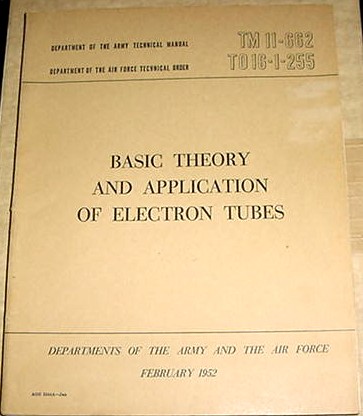 DEPARTMENT OF THE ARMY TECHNICAL MANUAL
TM 11-662
DEPARTMENT OF THE AIR FORCE TECHNICAL ORDER
TO 16-1-255
BASIC THEORY
AND APPLICATION
OF ELECTRON TUBES
DEPARTMENTS OF THE ARMY AND THE AIR FORCE
FEBRUARY 1952